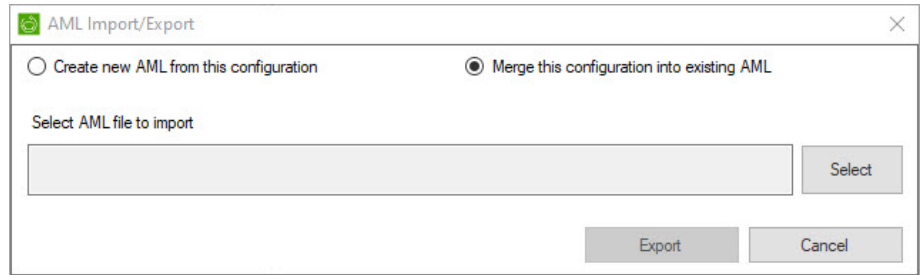 AML Import/Export
Create new AML from this configuration
Merge this configuration into existing AML
Select AML file to import
Select
Export
Cancel